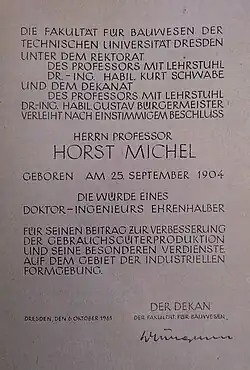 DIE FAKULTÄT FÜR BAUWESEN DER
TECHNISCHEN UNIVERSITÄT DRESDEN
UNTER DEM REKTORAT
DES PROFESSORS MIT LEHRSTUHL
DR.-ING. HABIL. KURT SCHWABE
UND DEM DEKANAT
DES PROFESSORS MIT LEHRSTUHL
DR.-ING. HABIL. GUSTAV BÜRGERMEISTER
VERLEIHT NACH EINSTIMMIGEM BESCHLUSS
HERRN PROFESSOR
HORST MICHEL
GEBOREN AM 25. SEPTEMBER 1904
DIE WÜRDE EINES
DOKTOR-INGENIEURS EHRENHALBER
FÜR SEINEN BEITRAG ZUR VERBESSERUNG
DER GEBRAUCHSGÜTERPRODUKTION
UND SEINE BESONDEREN VERDIENSTE
AUF DEM GEBIET DER INDUSTRIELLEN
FORMGEBUNG.
DER DEKAN
DRESDEN, DEN 6. OKTOBER DER FAKULTÄT FÜR BAUWESEN